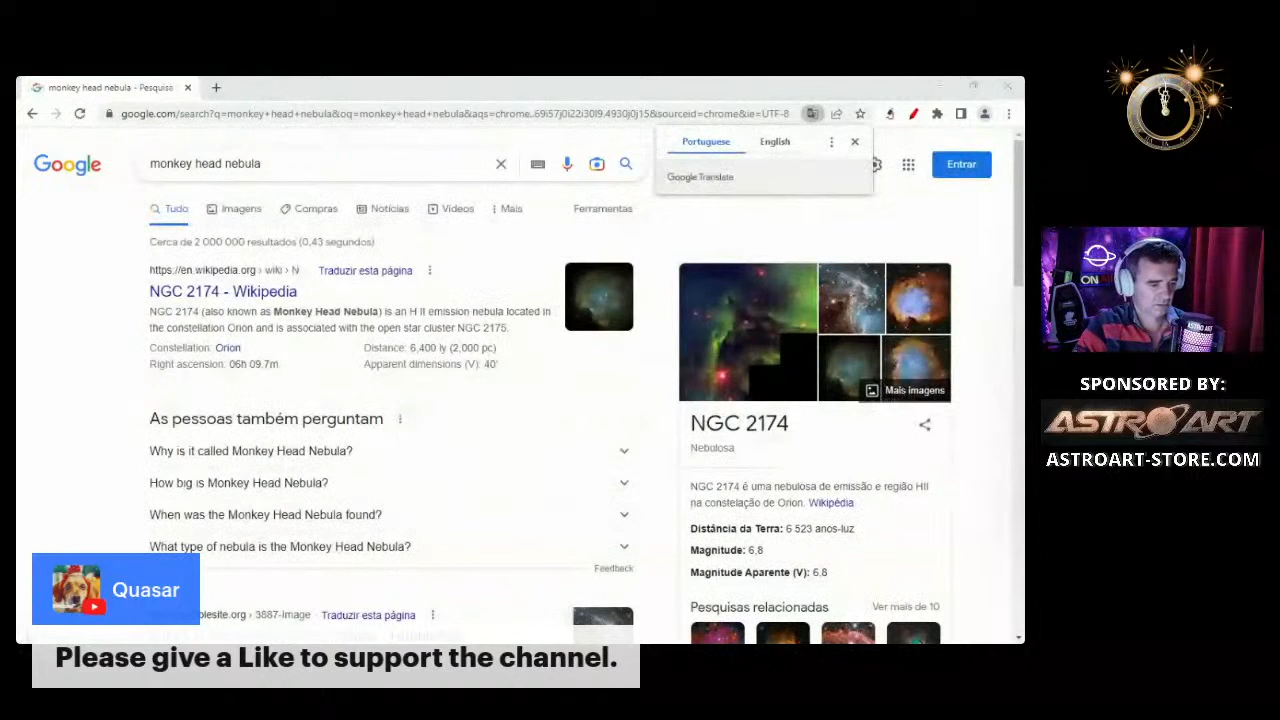 monkey head nebula - Pesquisa
google.com/search?q=monkey+head+nebula&oq=monkey+head+nebula&aqs=chrome..69i57j0i22i30l9.4930j0j15&sourceid=chrome&ie=UTF-8
Portuguese English
Google Translate
Google
monkey head nebula
Entrar
Tudo Imagens Compras Notícias Vídeos Mais Ferramentas
Cerca de 2 000 000 resultados (0,43 segundos)
https://en.wikipedia.org › wiki › N Traduzir esta página
NGC 2174 - Wikipedia
NGC 2174 (also known as Monkey Head Nebula) is an H II emission nebula located in
the constellation Orion and is associated with the open star cluster NGC 2175.
Constellation: Orion Distance: 6,400 ly (2,000 pc)
Right ascension: 06h 09.7m Apparent dimensions (V): 40'
As pessoas também perguntam
Why is it called Monkey Head Nebula?
How big is Monkey Head Nebula?
When was the Monkey Head Nebula found?
What type of nebula is the Monkey Head Nebula?
Feedback
olesite.org › 3887-Image Traduzir esta página
Mais imagens
NGC 2174
Nebulosa
NGC 2174 é uma nebulosa de emissão e região HII
na constelação de Orion. Wikipédia
Distância da Terra: 6 523 anos-luz
Magnitude: 6,8
Magnitude Aparente (V): 6.8
Pesquisas relacionadas Ver mais de 10
Quasar
Please give a Like to support the channel.
ON
ASTRO ART
SPONSORED BY:
ASTROART
ASTROART-STORE.COM